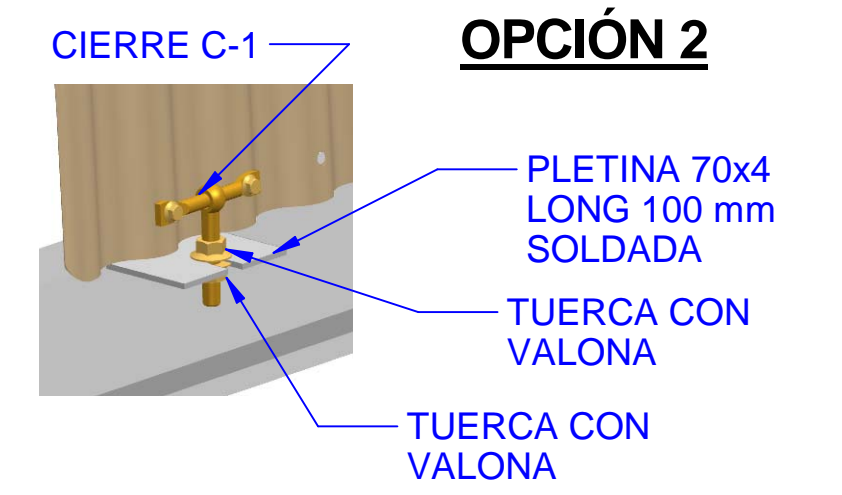 CIERRE C-1
OPCIÓN 2
PLETINA 70x4
LONG 100 mm
SOLDADA
TUERCA CON
VALONA
TUERCA CON
VALONA